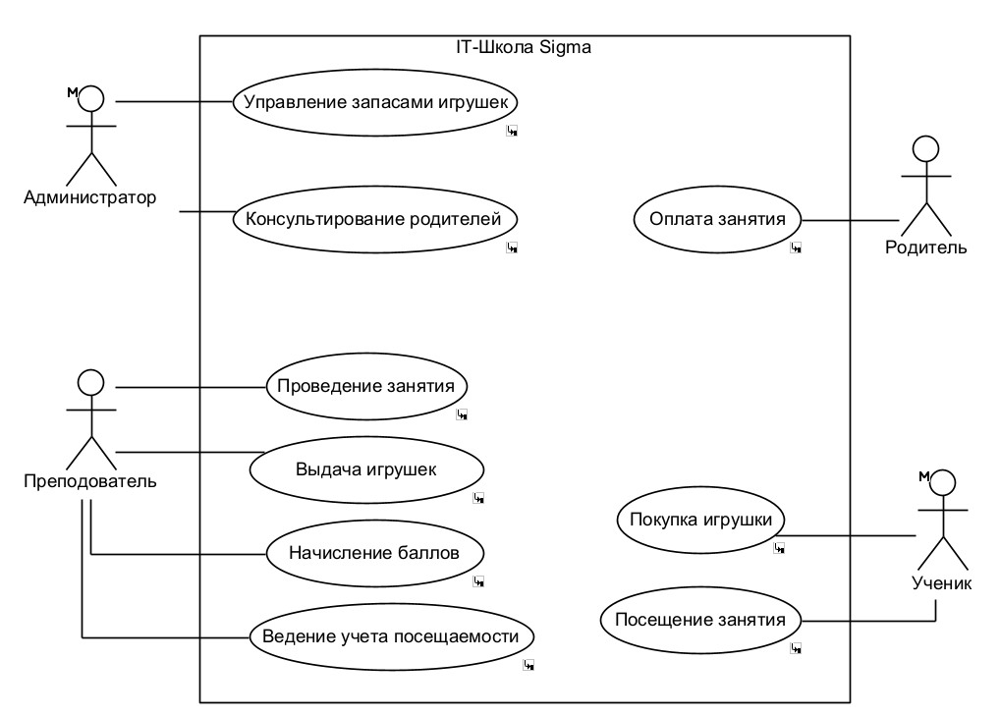 IT-Школа Sigma
M
Управление запасами игрушек
Администратор
Консультирование родителей
Оплата занятия
Родитель
Проведение занятия
Преподователь
Выдача игрушек
M
Покупка игрушки
Начисление баллов
Ученик
Посещение занятия
Ведение учета посещаемости